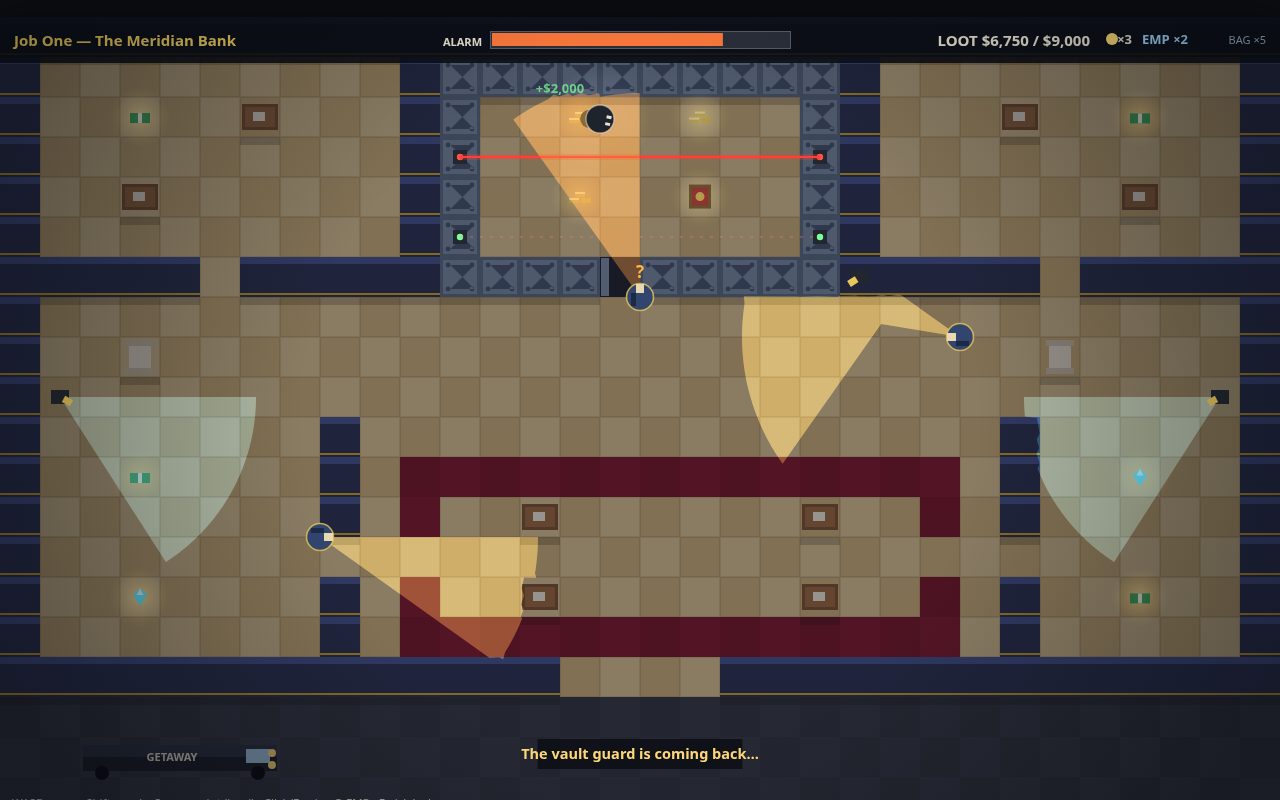 Job One — The Meridian Bank
ALARM
LOOT $6,750 / $9,000
×3
EMP ×2
BAG ×5
+$2,000
?
GETAWAY
The vault guard is coming back…